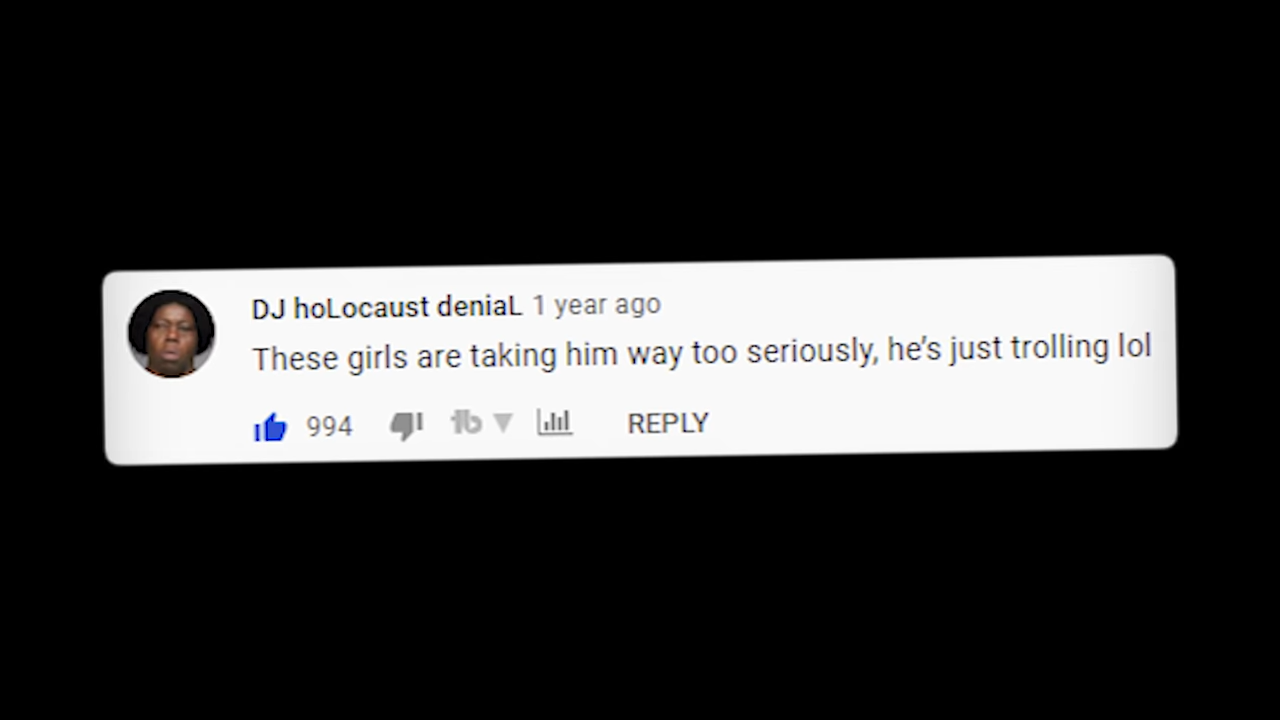 DJ hoLocaust deniaL 1 year ago
These girls are taking him way too seriously, he's just trolling lol
994 REPLY